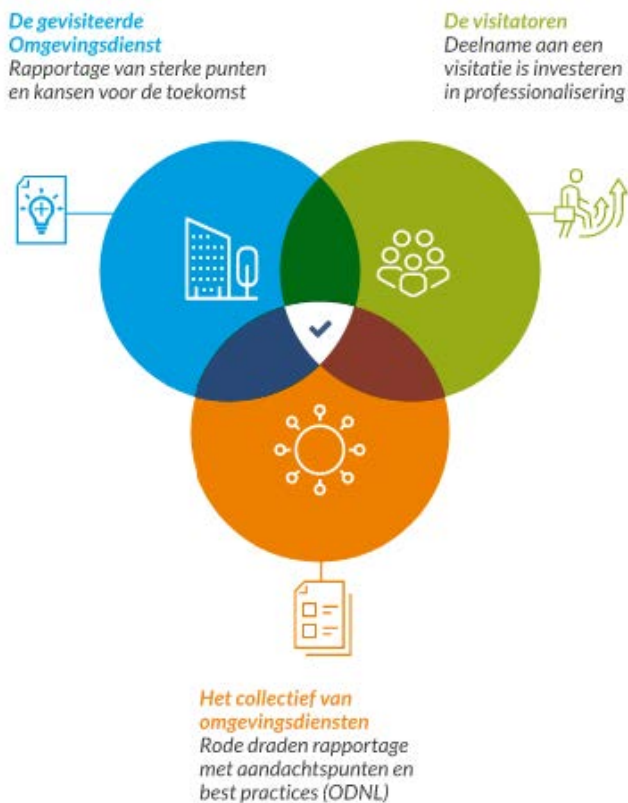 De gevisiteerde
Omgevingsdienst
Rapportage van sterke punten
en kansen voor de toekomst
De visitatoren
Deelname aan een
visitatie is investeren
in professionalisering
Het collectief van
omgevingsdiensten
Rode draden rapportage
met aandachtspunten en
best practices (ODNL)